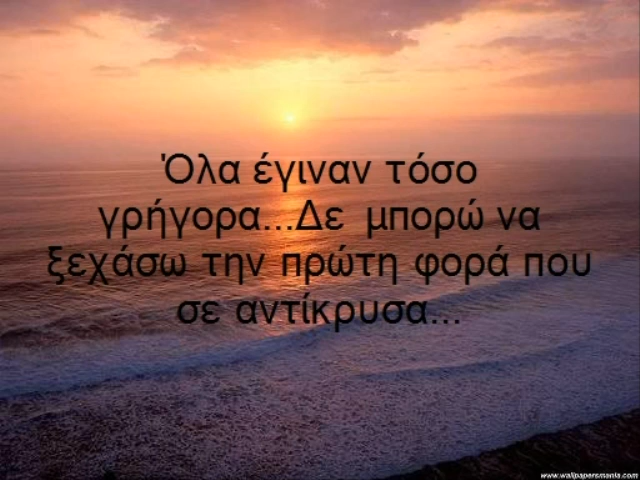 Όλα έγιναν τόσο
γρήγορα...Δε μπορώ να
ξεχάσω την πρώτη φορά που
σε αντίκρυσα...
www.wallpapersmania.com